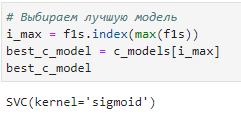 # Выбираем лучшую модель
i_max = f1s.index(max(f1s))
best_c_model = c_models[i_max]
best_c_model
SVC(kernel='sigmoid')